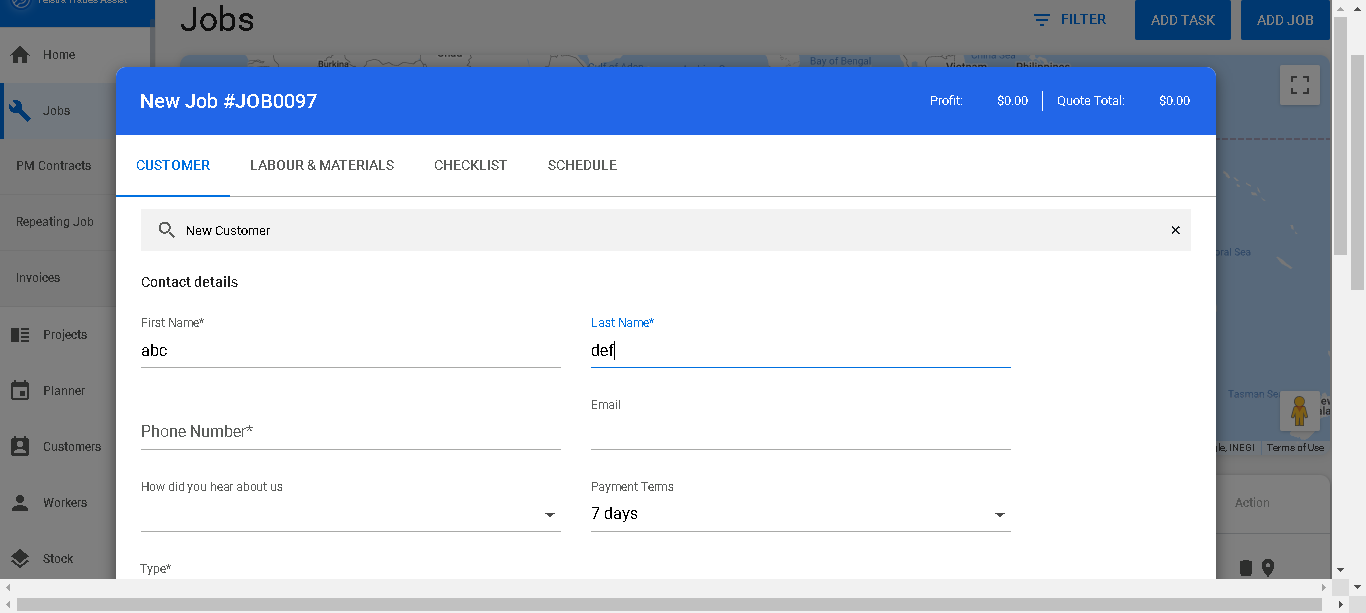 Telstra Trades Assist
Jobs
FILTER
ADD TASK
ADD JOB
Home
Jobs
PM Contracts
Repeating Job
Invoices
Projects
Planner
Customers
Workers
Stock
Burkina
Gulf of Aden
Bay of Bengal
Vietnam
Philippines
New Job #JOB0097
Profit: $0.00
Quote Total: $0.00
CUSTOMER
LABOUR & MATERIALS
CHECKLIST
SCHEDULE
New Customer
×
Contact details
First Name*
Last Name*
abc
def
Email
Phone Number*
How did you hear about us
Payment Terms
7 days
Type*
oral Sea
Tasman Se
le, INEGI
Terms of Use
Action